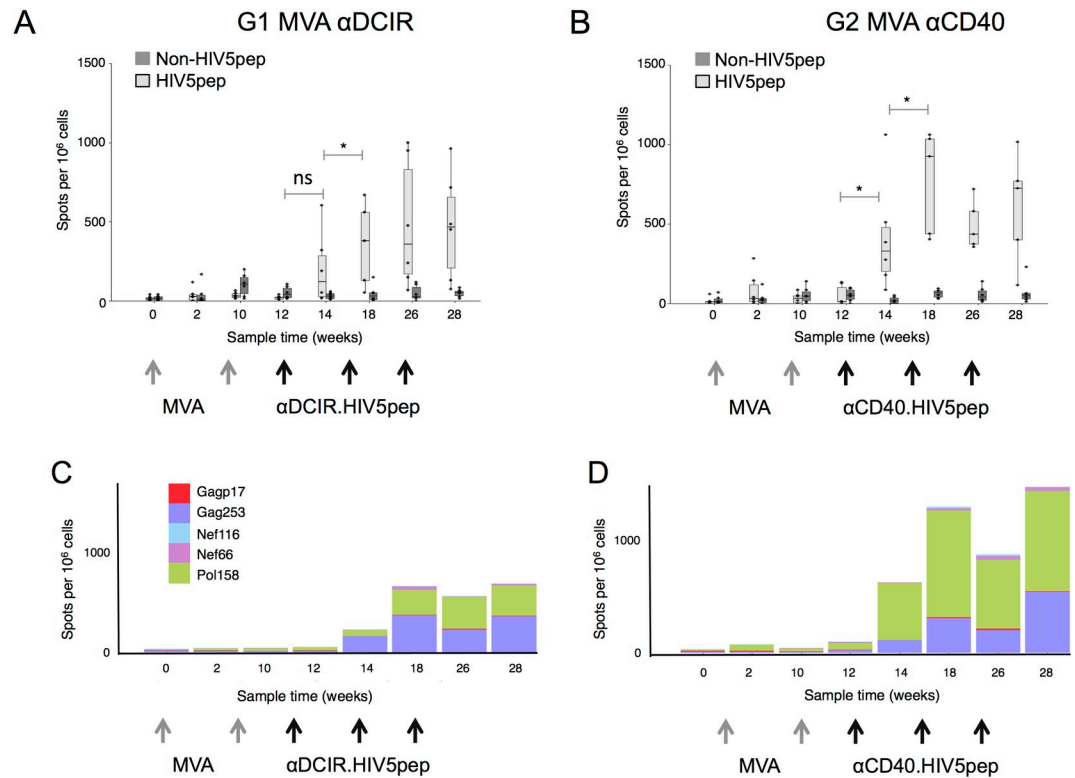 A
G1 MVA αDCIR
Non-HIV5pep
HIV5pep
1500
1000
500
0
Spots per 10⁶ cells
ns
*
0 2 10 12 14 18 26 28
Sample time (weeks)
MVA αDCIR.HIV5pep
B
G2 MVA αCD40
Non-HIV5pep
HIV5pep
1500
1000
500
0
Spots per 10⁶ cells
*
*
0 2 10 12 14 18 26 28
Sample time (weeks)
MVA αCD40.HIV5pep
C
Gagp17
Gag253
Nef116
Nef66
Pol158
1000
0
Spots per 10⁶ cells
0 2 10 12 14 18 26 28
Sample time (weeks)
MVA αDCIR.HIV5pep
D
1000
0
Spots per 10⁶ cells
0 2 10 12 14 18 26 28
Sample time (weeks)
MVA αCD40.HIV5pep